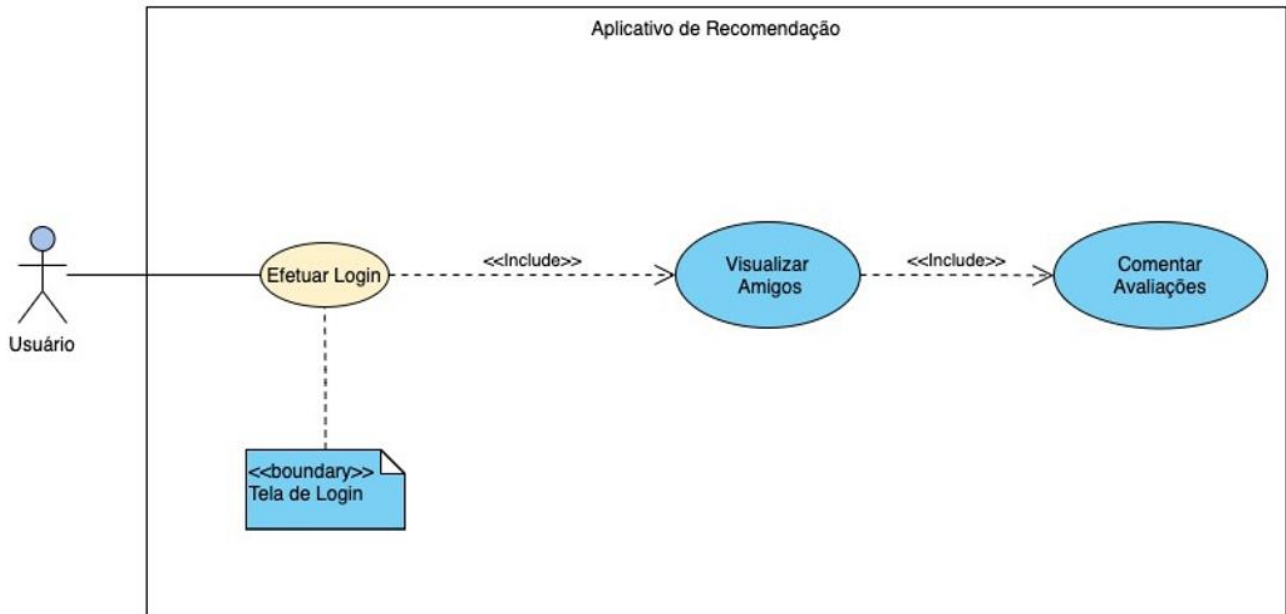 Aplicativo de Recomendação
Usuário
Efetuar Login
<<Include>>
Visualizar
Amigos
<<Include>>
Comentar
Avaliações
<<boundary>>
Tela de Login